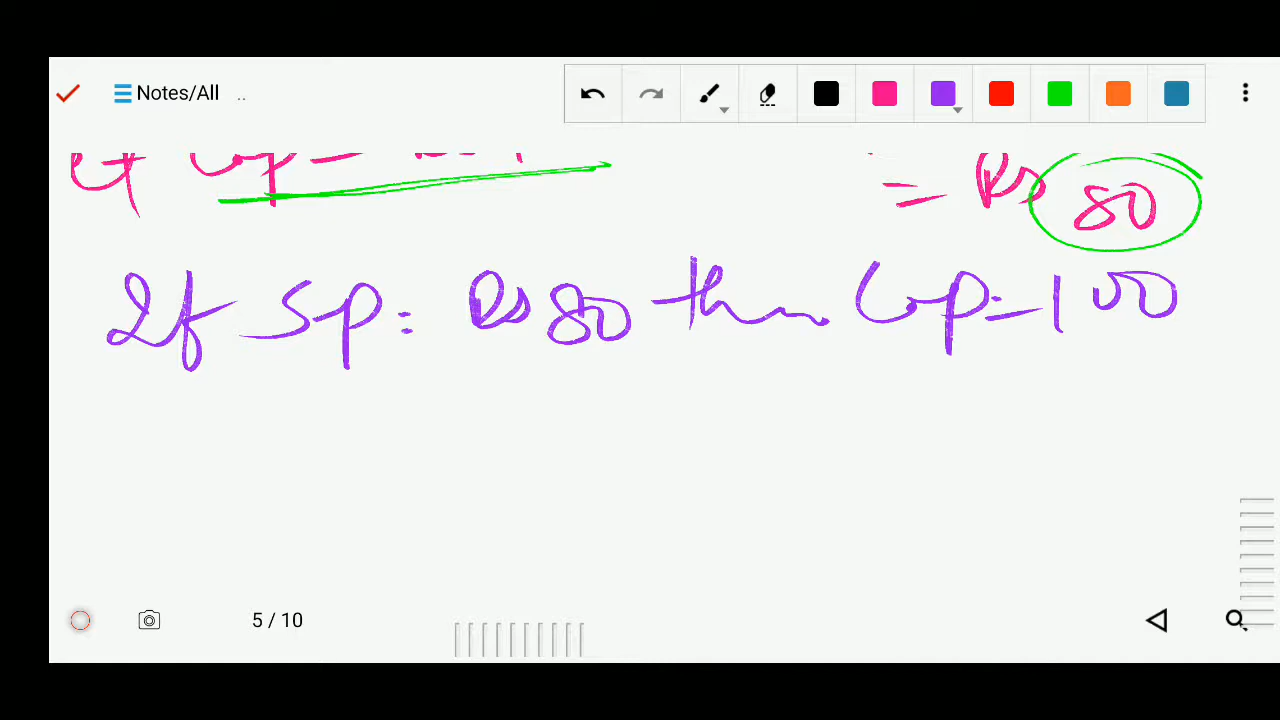 Notes/All ..
= Rs 80
If Sp: Rs 80 then Cp = 100
5 / 10